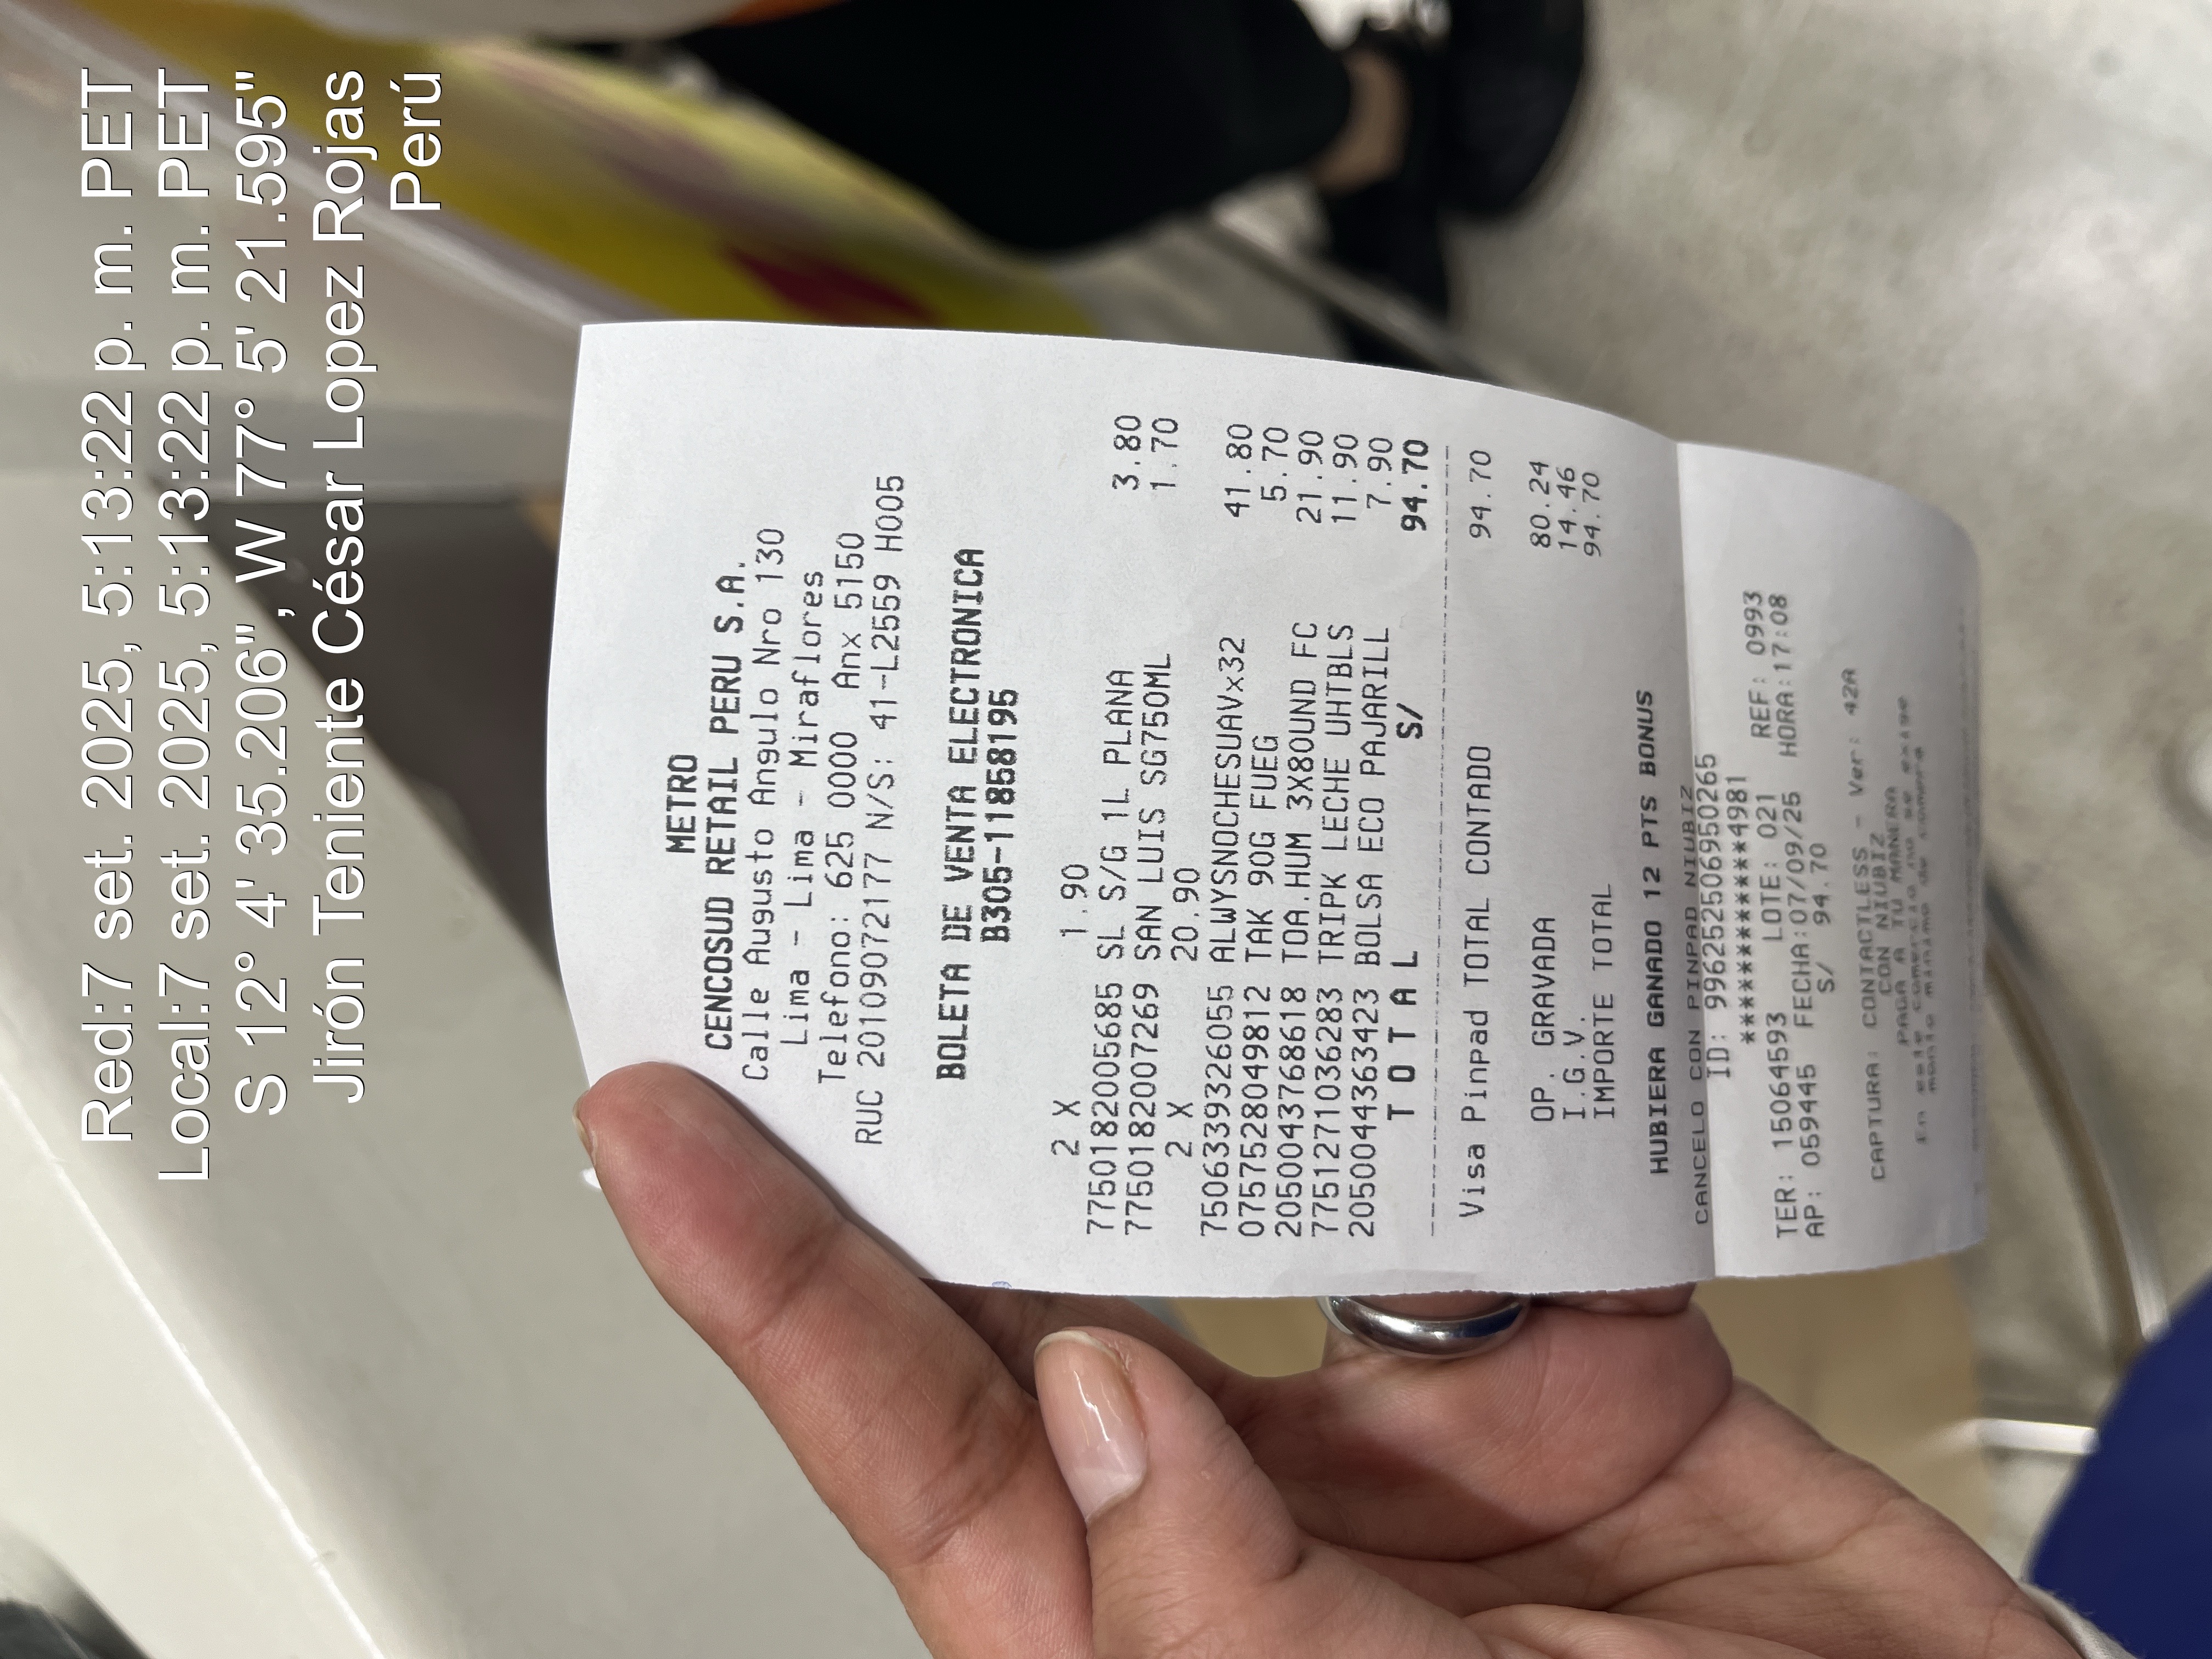 Red:7 set. 2025, 5:13:22 p. m. PET
Local:7 set. 2025, 5:13:22 p. m. PET
S 12° 4' 35.206", W 77° 5' 21.595"
Jirón Teniente César Lopez Rojas
Perú
METRO
CENCOSUD RETAIL PERU S.A.
Calle Augusto Angulo Nro 130
Lima - Lima - Miraflores
Telefono: 625 0000 Anx 5150
RUC 20109072177 N/S: 41-L2559 H005
BOLETA DE VENTA ELECTRONICA
B305-11858195
2 X 1.90
7750182005685 SL S/G 1L PLANA 3.80
7750182007269 SAN LUIS SG750ML 1.70
2 X 20.90
7506339326055 ALWYSNOCHESUAVx32 41.80
0757528049812 TAK 90G FUEG 5.70
2050043768618 TOA.HUM 3X80UND FC 21.90
7751271036283 TRIPK LECHE UHTBLS 11.90
2050044363423 BOLSA ECO PAJARILL 7.90
T O T A L S/ 94.70
Visa Pinpad TOTAL CONTADO 94.70
OP. GRAVADA 80.24
I.G.V. 14.46
IMPORTE TOTAL 94.70
HUBIERA GANADO 12 PTS BONUS
CANCELO CON PINPAD NIUBIZ
ID: 996252506950265
************4981
TER: 15064593 LOTE: 021 REF: 0993
AP: 059445 FECHA:07/09/25 HORA:17:08
S/ 94.70
CAPTURA: CONTACTLESS - Ver: 42A
CON NIUBIZ
PAGA A TU MANERA
En este comercio no se exige
monto minimo de compra